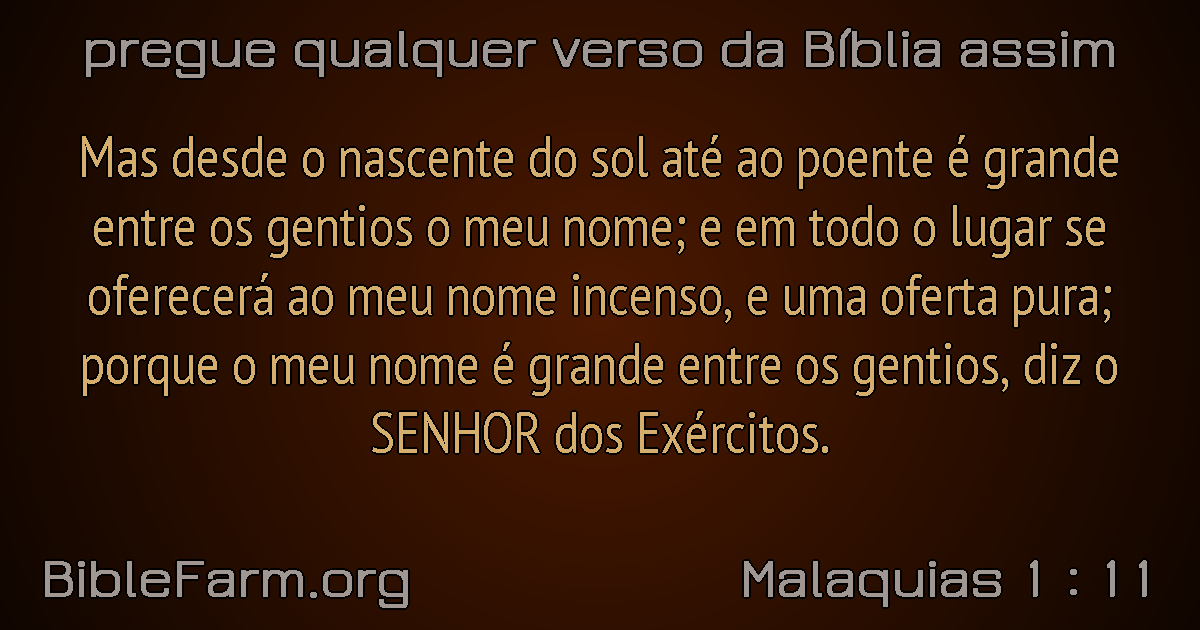 pregue qualquer verso da Bíblia assim
Mas desde o nascente do sol até ao poente é grande
entre os gentios o meu nome; e em todo o lugar se
oferecerá ao meu nome incenso, e uma oferta pura;
porque o meu nome é grande entre os gentios, diz o
SENHOR dos Exércitos.
BibleFarm.org
Malaquias 1 : 11